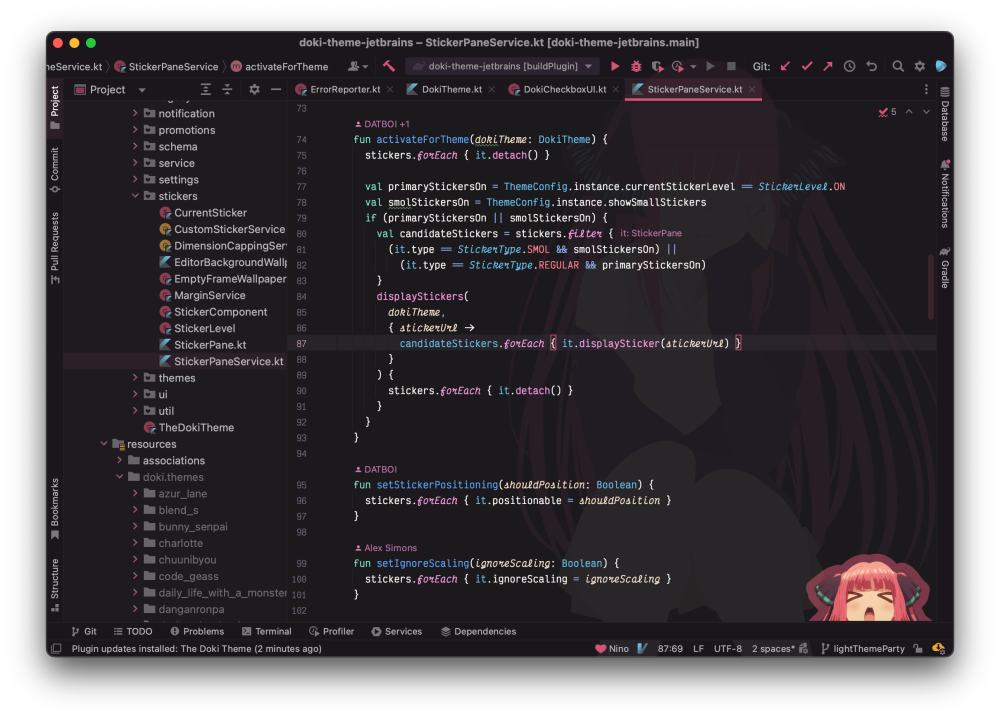 doki-theme-jetbrains – StickerPaneService.kt [doki-theme-jetbrains.main]
neService.kt StickerPaneService activateForTheme doki-theme-jetbrains [buildPlugin] Git:
Project ErrorReporter.kt DokiTheme.kt DokiCheckboxUI.kt StickerPaneService.kt
Project
Commit
Pull Requests
Bookmarks
Structure
notification
promotions
schema
service
settings
stickers
CurrentSticker
CustomStickerService
DimensionCappingSer
EditorBackgroundWallp
EmptyFrameWallpaper
MarginService
StickerComponent
StickerLevel
StickerPane.kt
StickerPaneService.kt
themes
ui
util
TheDokiTheme
resources
associations
doki.themes
azur_lane
blend_s
bunny_senpai
charlotte
chuunibyou
code_geass
daily_life_with_a_monster
danganronpa
5
73
DATBOI +1
74 fun activateForTheme(dokiTheme: DokiTheme) {
75 stickers.forEach { it.detach() }
76
77 val primaryStickersOn = ThemeConfig.instance.currentStickerLevel == StickerLevel.ON
78 val smolStickersOn = ThemeConfig.instance.showSmallStickers
79 if (primaryStickersOn || smolStickersOn) {
80 val candidateStickers = stickers.filter { it: StickerPane
81 (it.type == StickerType.SMOL && smolStickersOn) ||
82 (it.type == StickerType.REGULAR && primaryStickersOn)
83 }
84 displayStickers(
85 dokiTheme,
86 { stickerUrl ->
87 candidateStickers.forEach { it.displaySticker(stickerUrl) }
88 }
89 ) {
90 stickers.forEach { it.detach() }
91 }
92 }
93 }
94
DATBOI
95 fun setStickerPositioning(shouldPosition: Boolean) {
96 stickers.forEach { it.positionable = shouldPosition }
97 }
98
Alex Simons
99 fun setIgnoreScaling(ignoreScaling: Boolean) {
100 stickers.forEach { it.ignoreScaling = ignoreScaling }
101 }
102
Database
Notifications
Gradle
Git TODO Problems Terminal Profiler Services Dependencies
Plugin updates installed: The Doki Theme (2 minutes ago) Nino 87:69 LF UTF-8 2 spaces* lightThemeParty